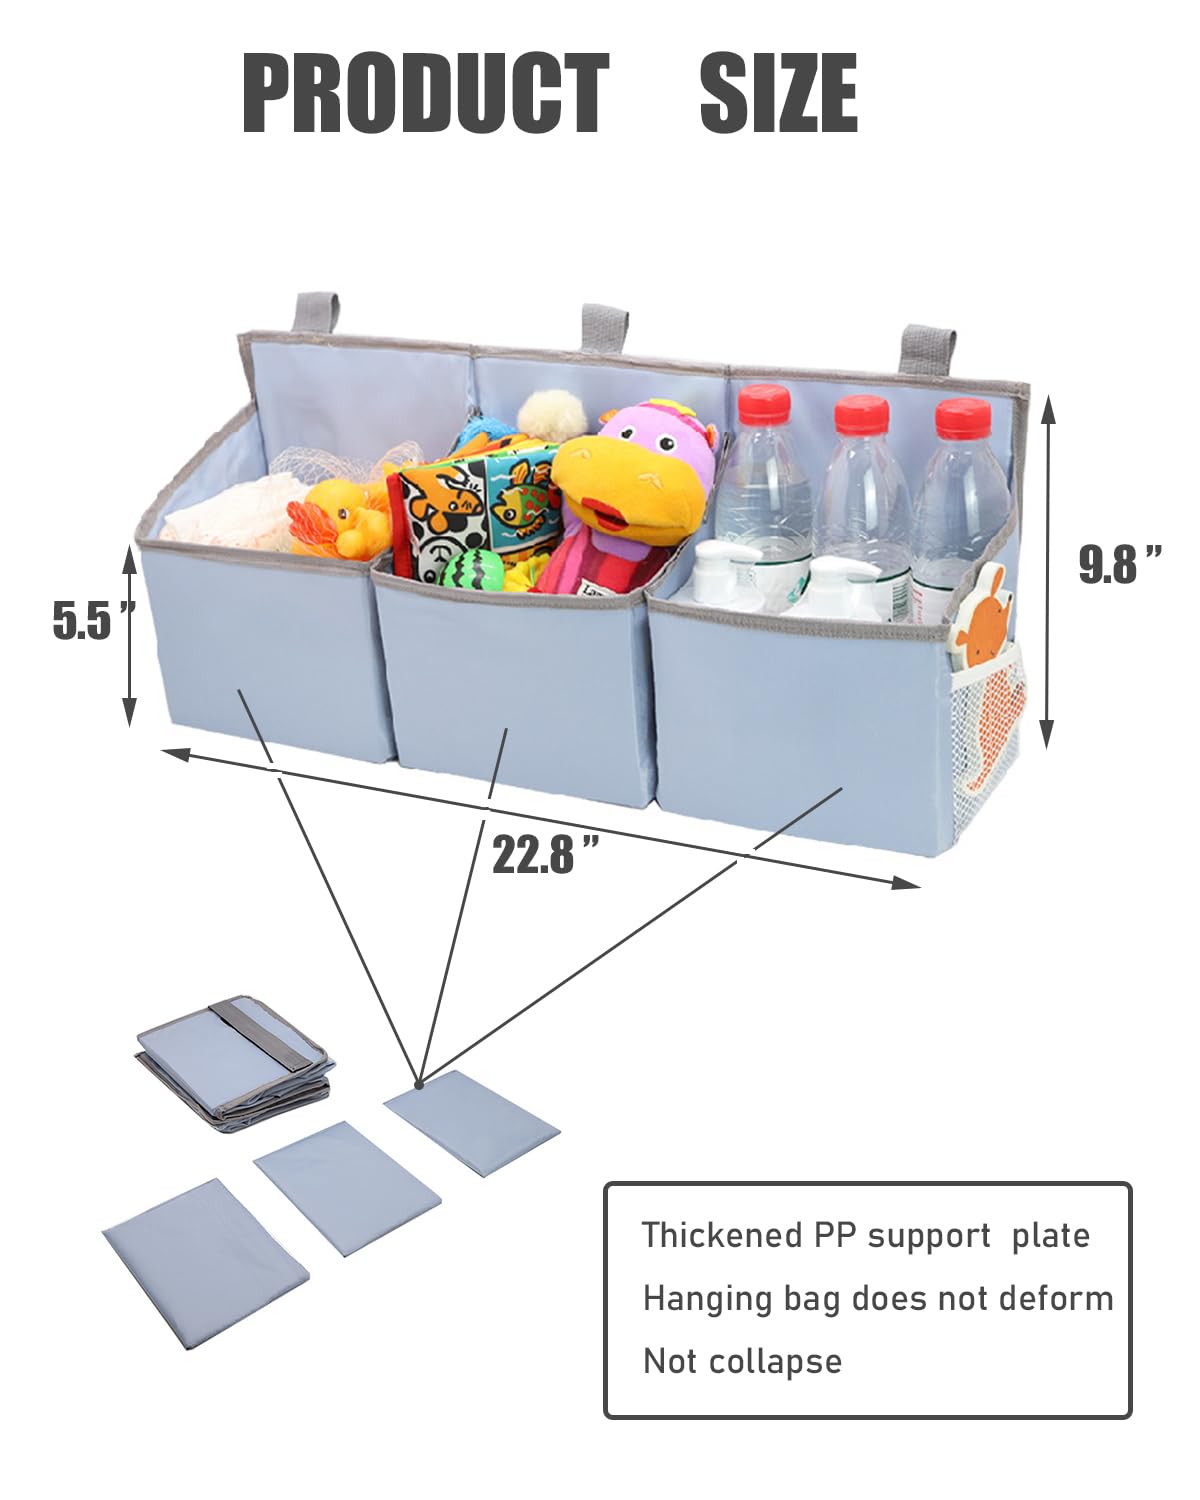 PRODUCT SIZE
9.8”
5.5”
22.8”
Thickened PP support plate
Hanging bag does not deform
Not collapse